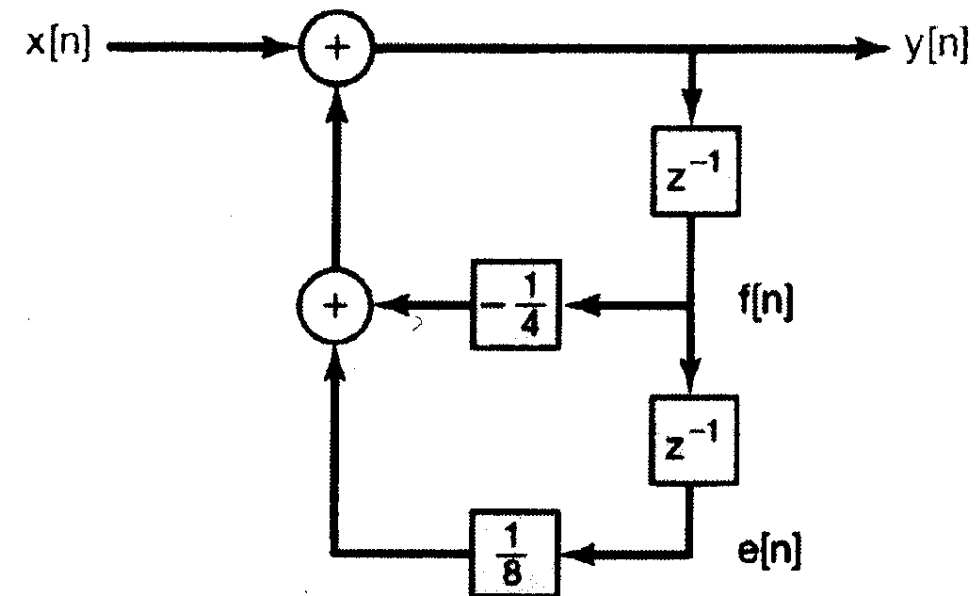 x[n]
+
y[n]
z⁻¹
+
− 1/4
f[n]
z⁻¹
1/8
e[n]